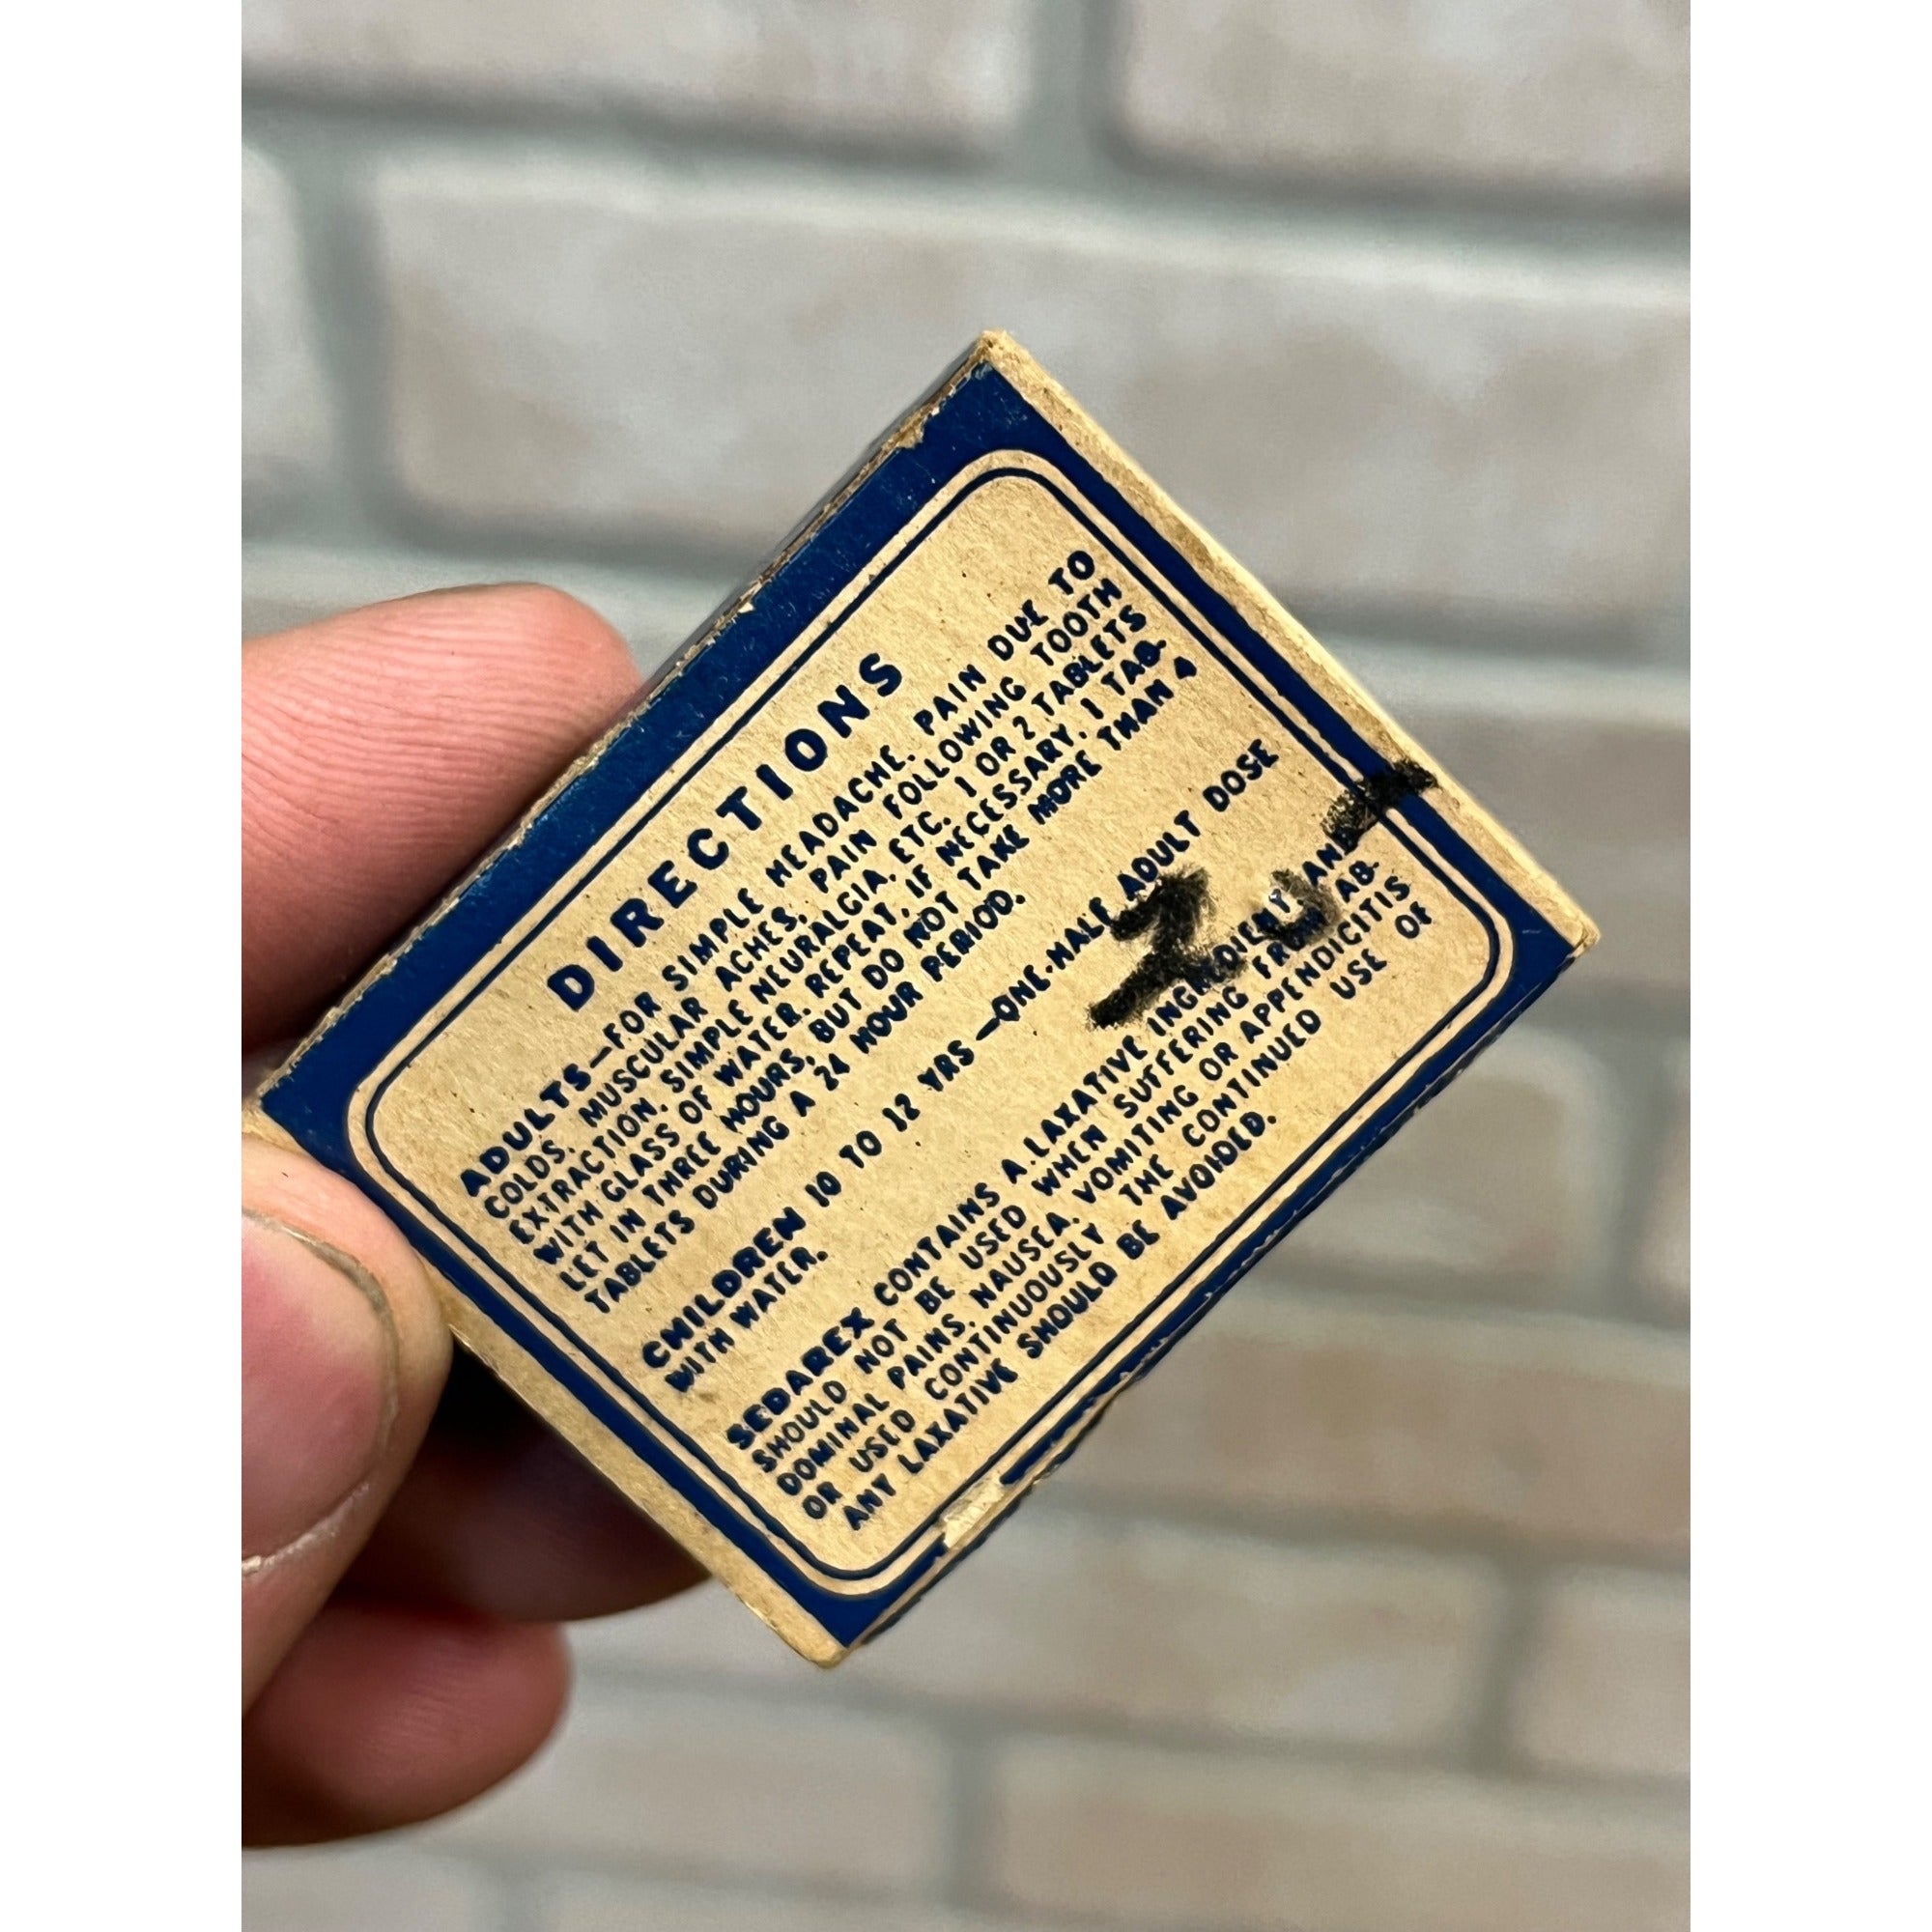 DIRECTIONS
ADULTS—FOR SIMPLE HEADACHE, PAIN DUE TO
COLDS, MUSCULAR ACHES, PAIN FOLLOWING TOOTH
EXTRACTION, SIMPLE NEURALGIA, ETC. 1 OR 2 TABLETS
WITH GLASS OF WATER. REPEAT, IF NECESSARY, 1 TAB-
LET IN THREE HOURS, BUT DO NOT TAKE MORE THAN 4
TABLETS DURING A 24 HOUR PERIOD.
CHILDREN 10 TO 12 YRS—ONE-HALF ADULT DOSE
WITH WATER.
SEDAREX CONTAINS A LAXATIVE INGREDIENT AND
SHOULD NOT BE USED WHEN SUFFERING FROM AB-
DOMINAL PAINS, NAUSEA, VOMITING OR APPENDICITIS
OR USED CONTINUOUSLY THE CONTINUED USE OF
ANY LAXATIVE SHOULD BE AVOIDED.